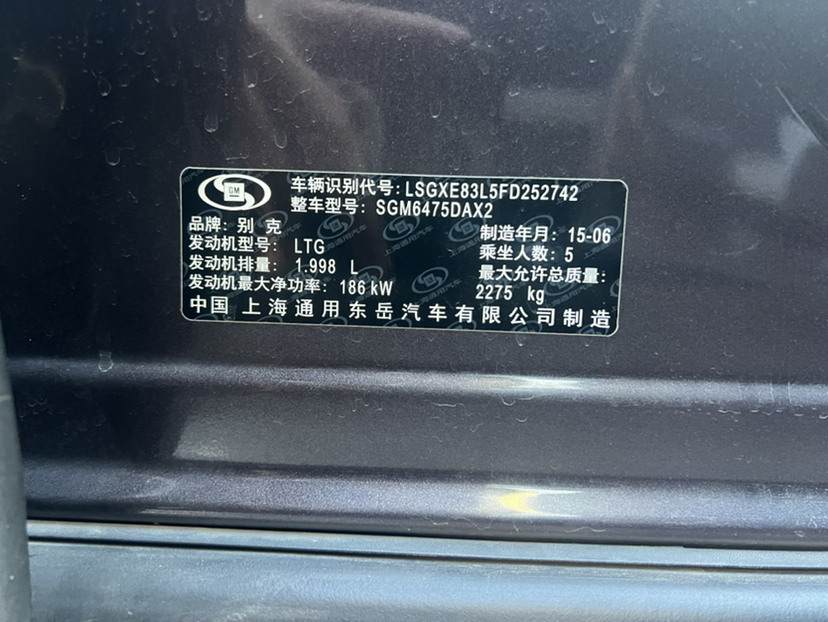 GM
车辆识别代号: LSGXE83L5FD252742
整车型号: SGM6475DAX2
品牌: 别 克
制造年月: 15-06
发动机型号: LTG
乘坐人数: 5
发动机排量: 1.998 L
最大允许总质量:
发动机最大净功率: 186 kW
2275 kg
中国 上海通用东岳汽车有限公司制造